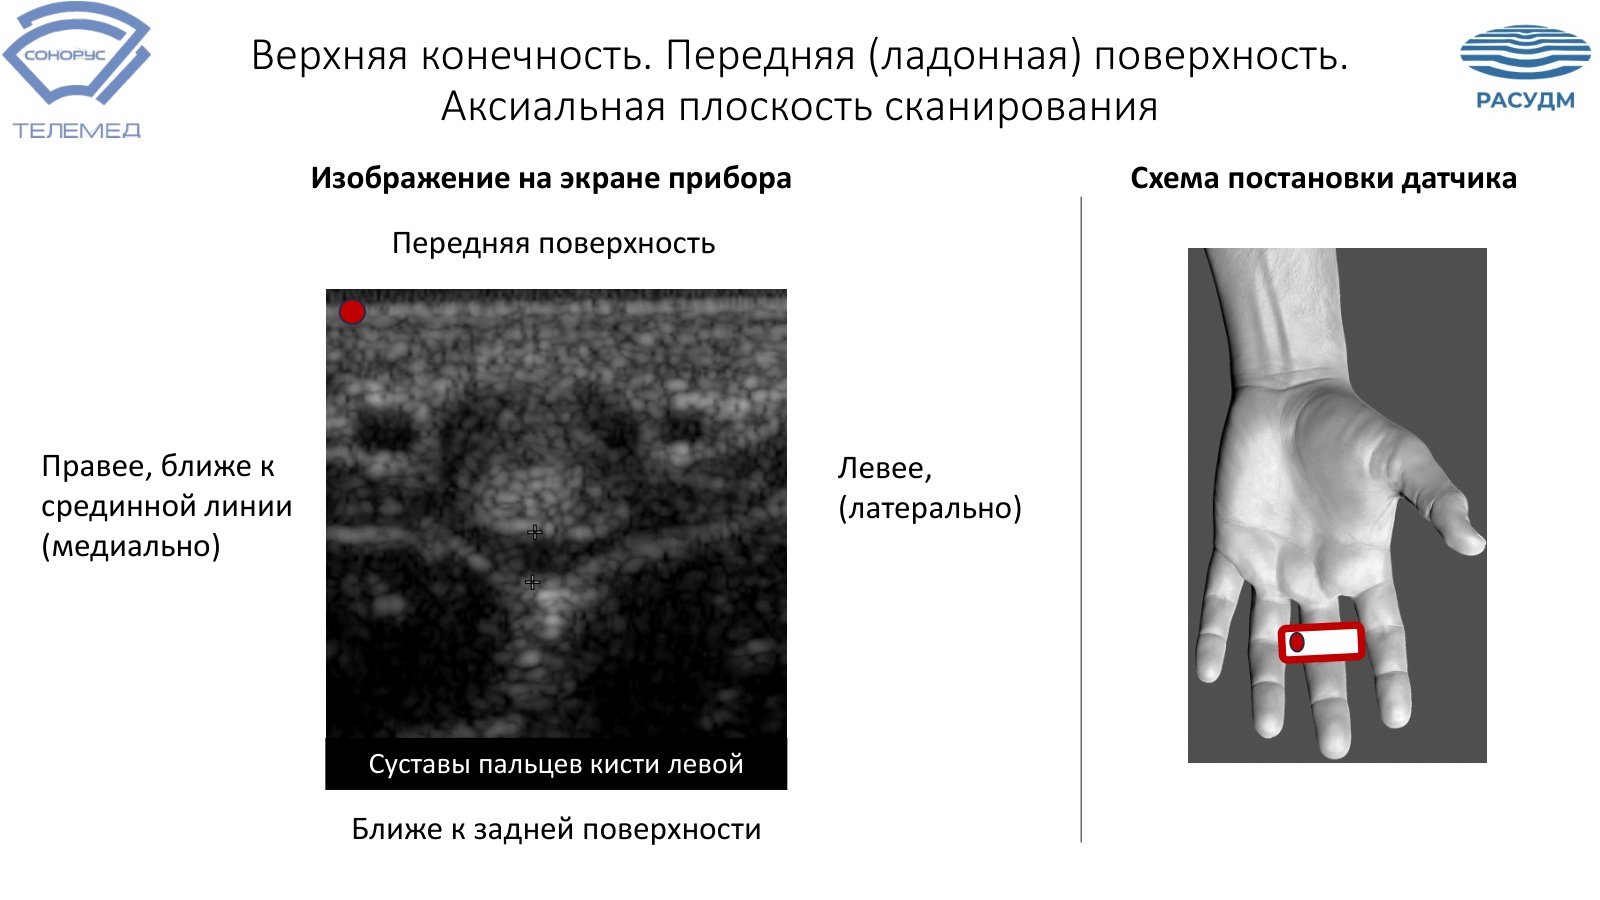 СОНОРУС
ТЕЛЕМЕД
Верхняя конечность. Передняя (ладонная) поверхность.
Аксиальная плоскость сканирования
РАСУДМ
Изображение на экране прибора
Схема постановки датчика
Передняя поверхность
Правее, ближе к
срединной линии
(медиально)
Левее,
(латерально)
Суставы пальцев кисти левой
Ближе к задней поверхности